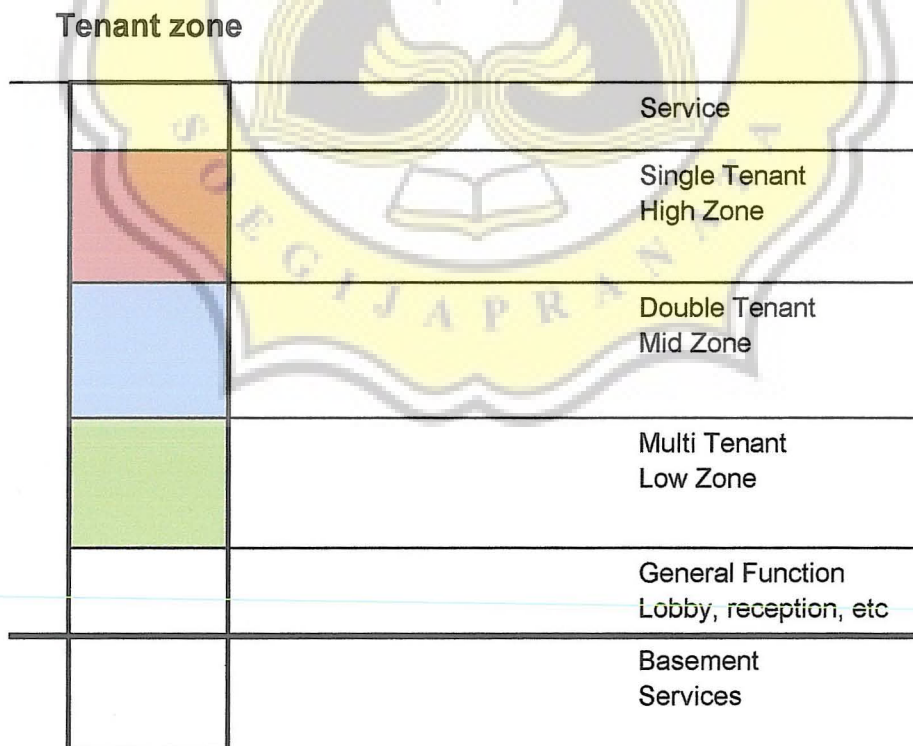 Tenant zone
Service
Single Tenant
High Zone
Double Tenant
Mid Zone
Multi Tenant
Low Zone
General Function
Lobby, reception, etc
Basement
Services
SOEGIJAPRANATA